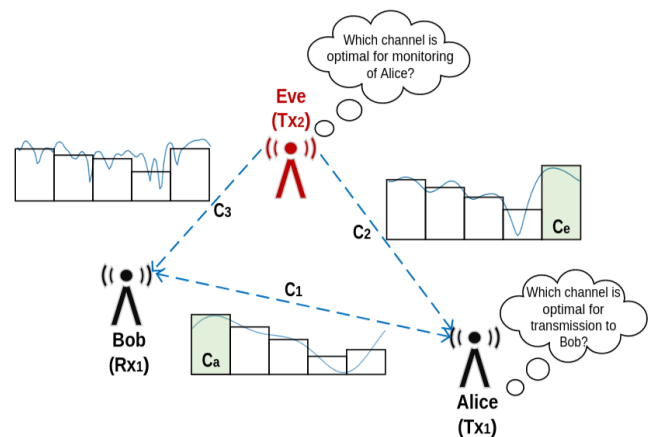 Which channel is
optimal for monitoring
of Alice?
Eve
(Tx2)
C3
C2
Ce
C1
Bob
(Rx1)
Ca
Which channel is
optimal for
transmission to
Bob?
Alice
(Tx1)